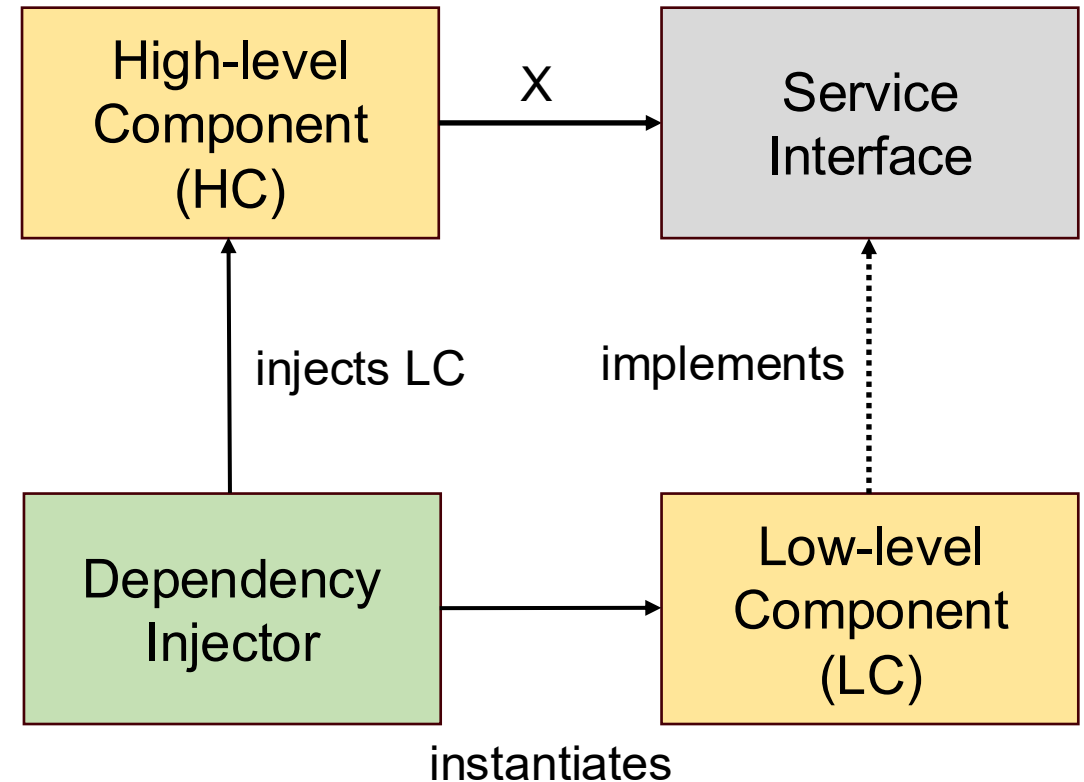 High-level
Component
(HC)
X
Service
Interface
injects LC
implements
Dependency
Injector
Low-level
Component
(LC)
instantiates